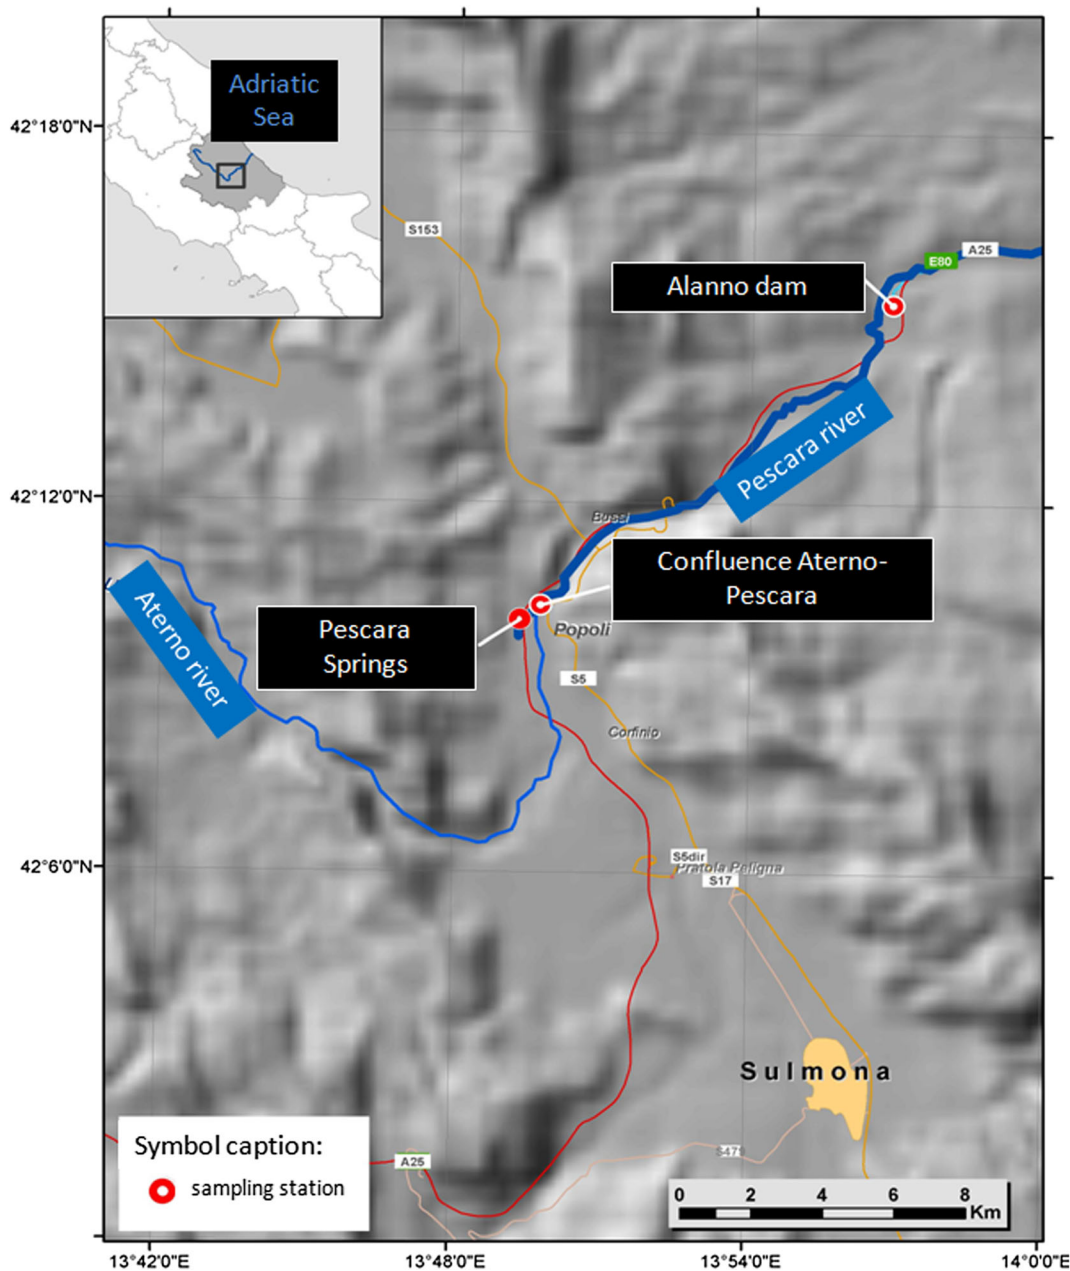 Adriatic
Sea
42°18'0"N
S153
A25
E80
Alanno dam
Pescara river
42°12'0"N
Bussi
Confluence Aterno-
Pescara
Aterno river
Pescara
Springs
Popoli
S5
Corfinio
42°6'0"N
S5dir
Pratola Peligna
S17
Sulmona
Symbol caption:
sampling station
A25
S479
0 2 4 6 8
Km
13°42'0"E 13°48'0"E 13°54'0"E 14°0'0"E